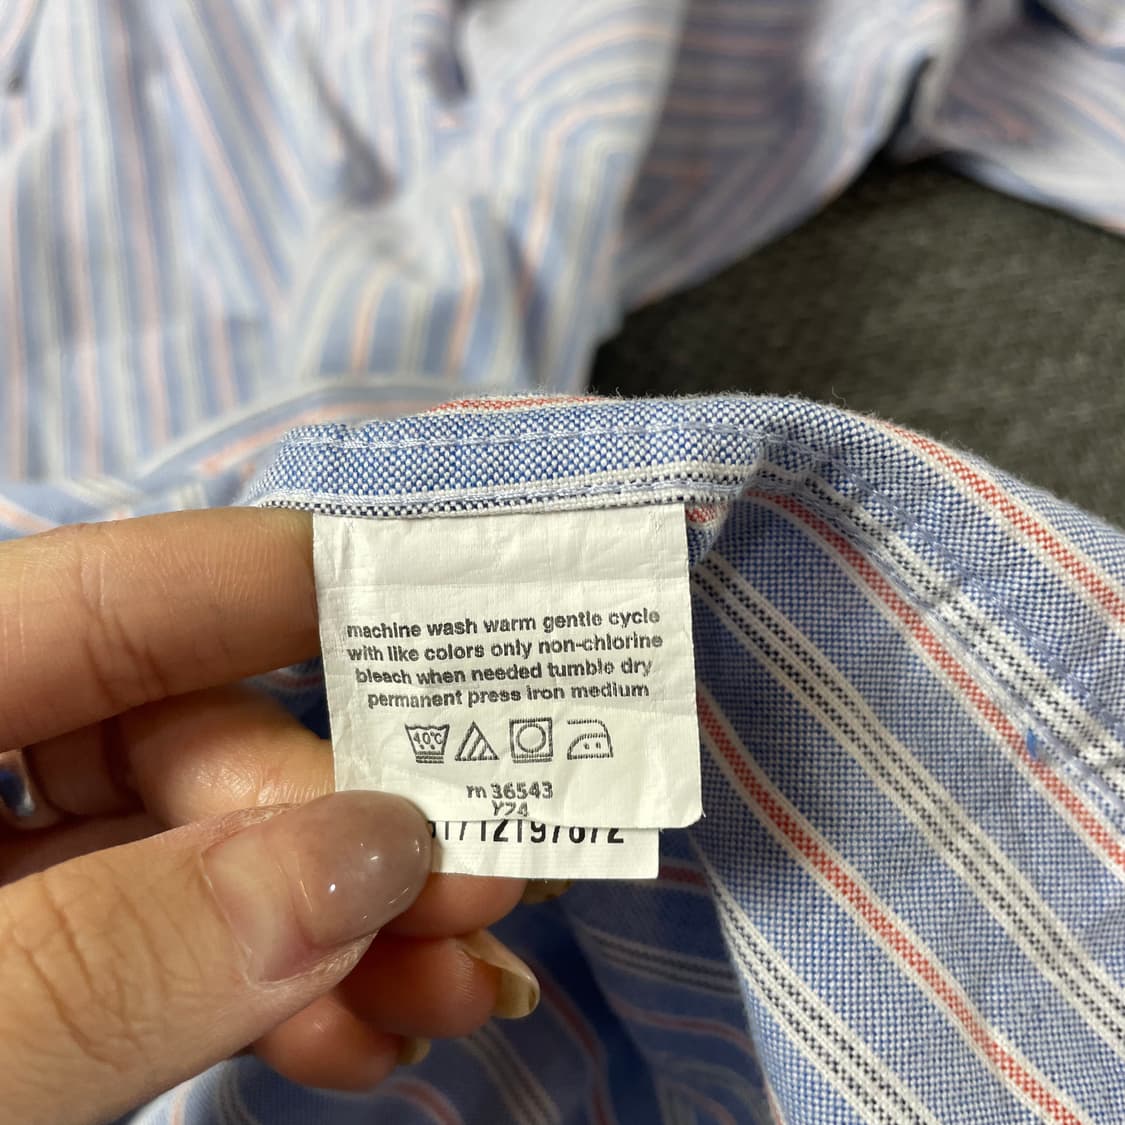 machine wash warm gentle cycle
with like colors only non-chlorine
bleach when needed tumble dry
permanent press iron medium
40°C
rn 36543
Y24